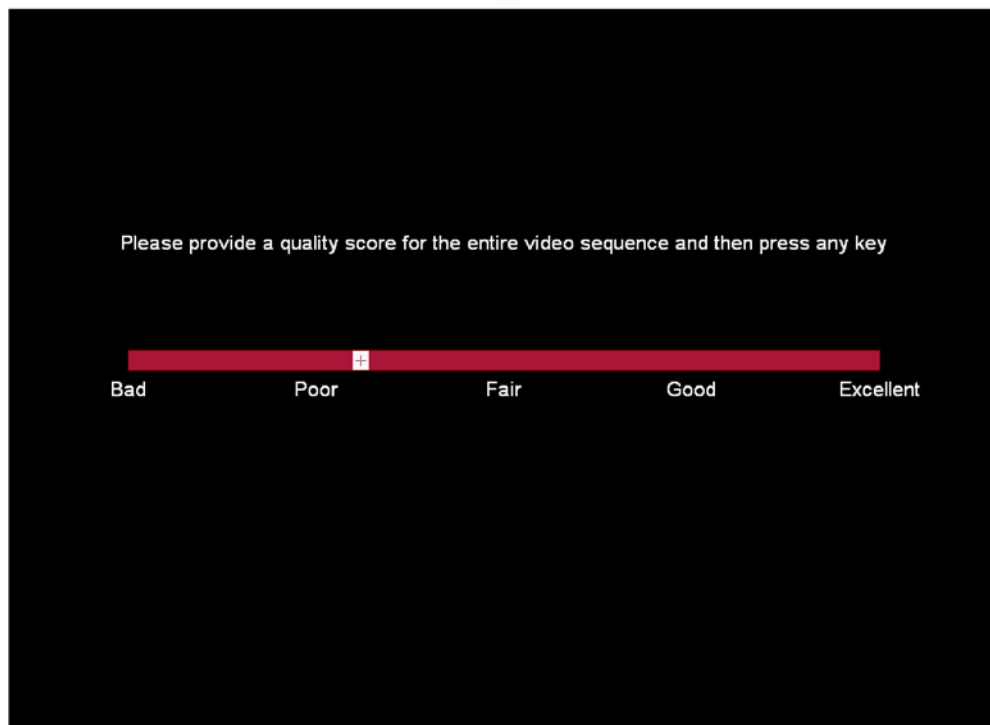 Please provide a quality score for the entire video sequence and then press any key
Bad Poor Fair Good Excellent